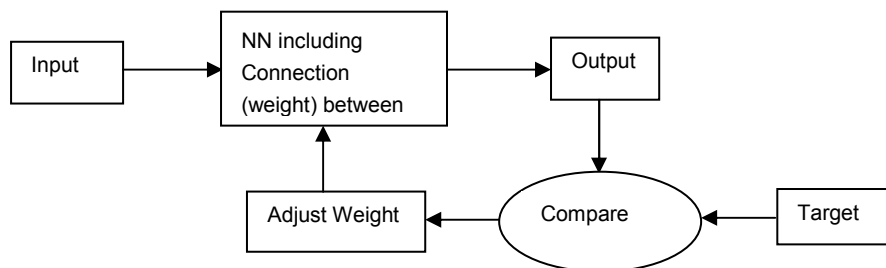 Input
NN including
Connection
(weight) between
Output
Adjust Weight
Compare
Target